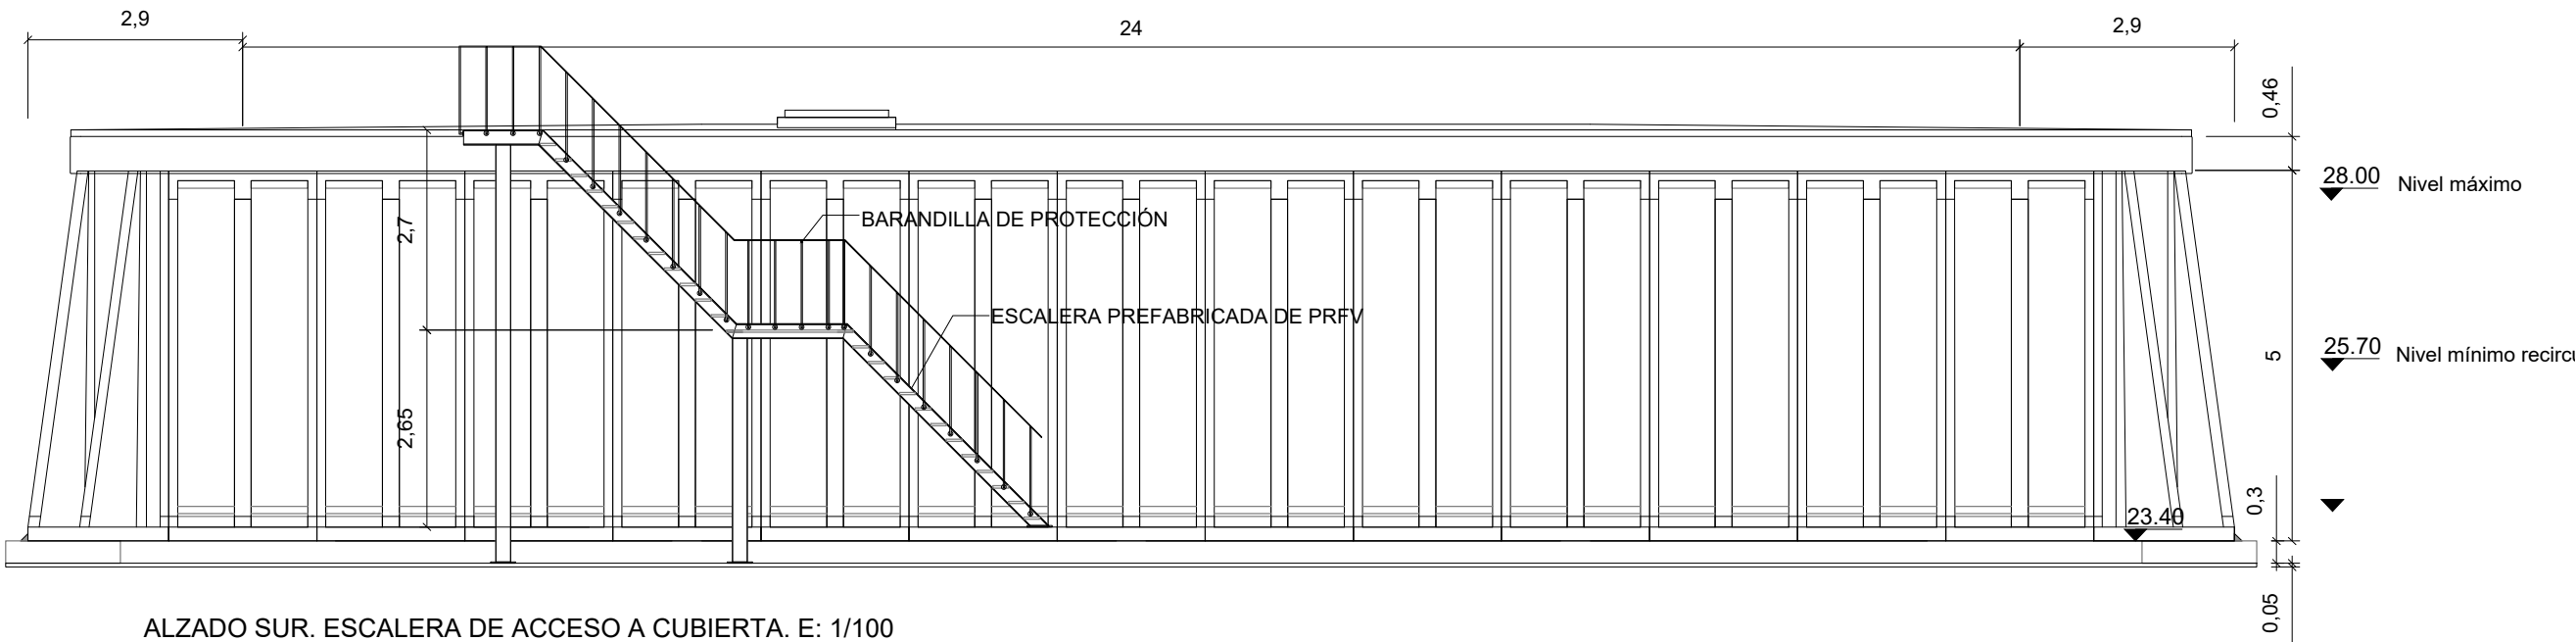 2,9
24
2,9
0,46
28.00 Nivel máximo
2,7
BARANDILLA DE PROTECCIÓN
ESCALERA PREFABRICADA DE PRFV
5
25.70 Nivel mínimo
2,65
0,3
23.40
0,05
ALZADO SUR. ESCALERA DE ACCESO A CUBIERTA. E: 1/100